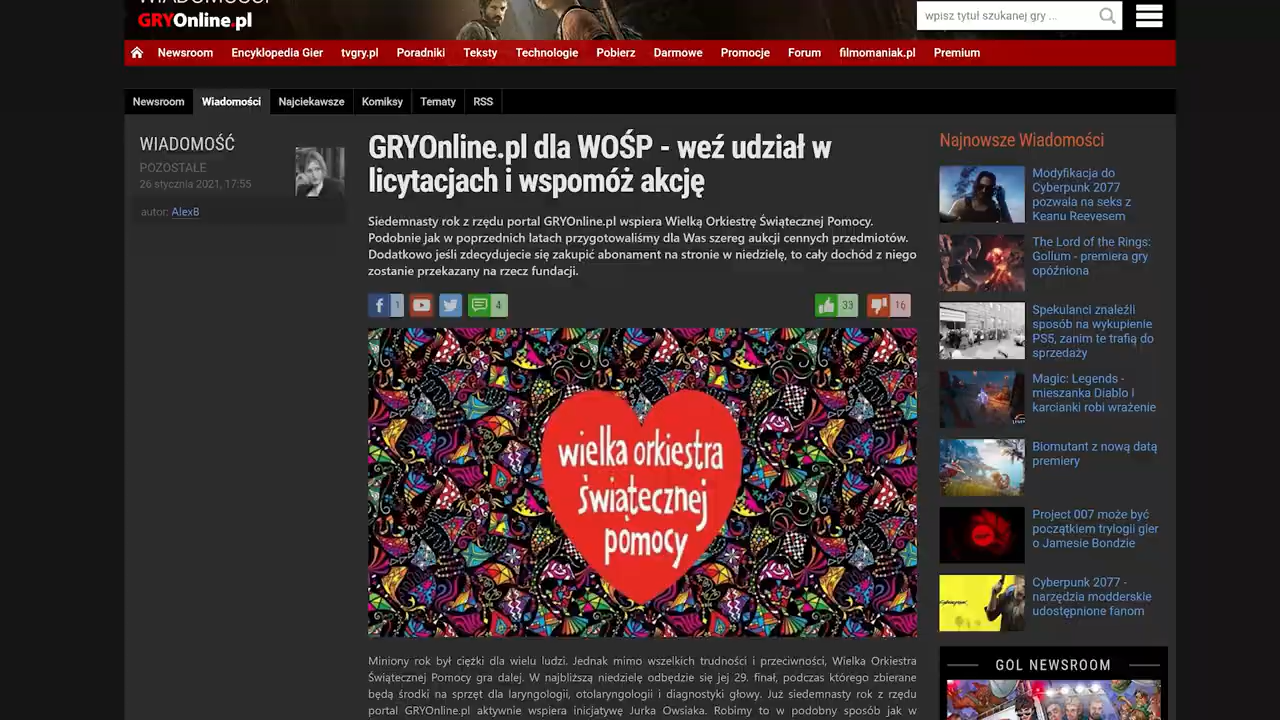 GRYOnline.pl
wpisz tytuł szukanej gry ...
Newsroom Encyklopedia Gier tvgry.pl Poradniki Teksty Technologie Pobierz Darmowe Promocje Forum filmomaniak.pl Premium
Newsroom Wiadomości Najciekawsze Komiksy Tematy RSS
WIADOMOŚĆ
POZOSTAŁE
26 stycznia 2021, 17:55
autor: AlexB
GRYOnline.pl dla WOŚP - weź udział w
licytacjach i wspomóż akcję
Siedemnasty rok z rzędu portal GRYOnline.pl wspiera Wielką Orkiestrę Świątecznej Pomocy.
Podobnie jak w poprzednich latach przygotowaliśmy dla Was szereg aukcji cennych przedmiotów.
Dodatkowo jeśli zdecydujecie się zakupić abonament na stronie w niedzielę, to cały dochód z niego
zostanie przekazany na rzecz fundacji.
1 4 33 16
wielka orkiestra
świątecznej
pomocy
Miniony rok był ciężki dla wielu ludzi. Jednak mimo wszelkich trudności i przeciwności, Wielka Orkiestra
Świątecznej Pomocy gra dalej. W najbliższą niedzielę odbędzie się jej 29. finał, podczas którego zbierane
będą środki na sprzęt dla laryngologii, otolaryngologii i diagnostyki głowy. Już siedemnasty rok z rzędu
portal GRYOnline.pl aktywnie wspiera inicjatywę Jurka Owsiaka. Robimy to w podobny sposób jak w
Najnowsze Wiadomości
Modyfikacja do
Cyberpunk 2077
pozwala na seks z
Keanu Reevesem
The Lord of the Rings:
Gollum - premiera gry
opóźniona
Spekulanci znaleźli
sposób na wykupienie
PS5, zanim te trafią do
sprzedaży
Magic: Legends -
mieszanka Diablo i
karcianki robi wrażenie
Biomutant z nową datą
premiery
Project 007 może być
początkiem trylogii gier
o Jamesie Bondzie
Cyberpunk 2077 -
narzędzia modderskie
udostępnione fanom
GOL NEWSROOM